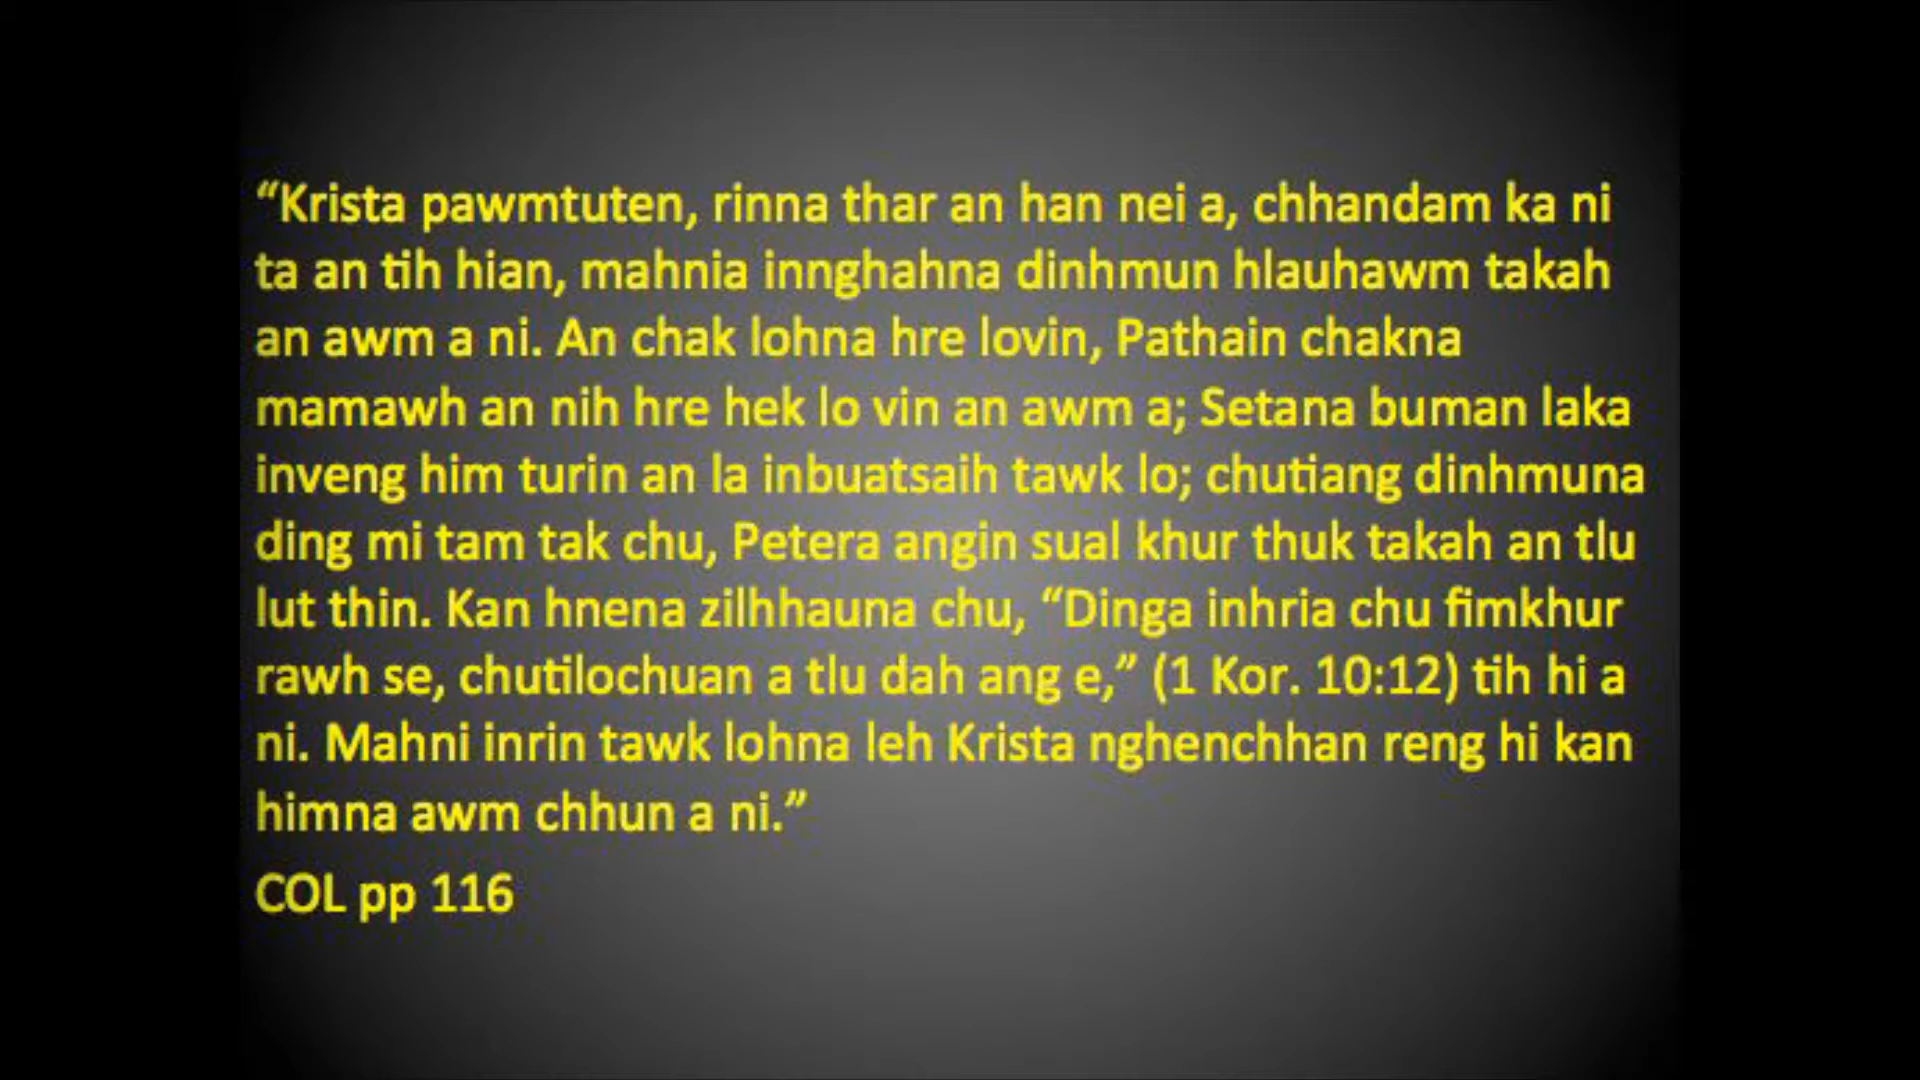 “Krista pawmtuten, rinna thar an han nei a, chhandam ka ni
ta an tih hian, mahnia innghahna dinhmun hlauhawm takah
an awm a ni. An chak lohna hre lovin, Pathain chakna
mamawh an nih hre hek lo vin an awm a; Setana buman laka
inveng him turin an la inbuatsaih tawk lo; chutiang dinhmuna
ding mi tam tak chu, Petera angin sual khur thuk takah an tlu
lut thin. Kan hnena zilhhauna chu, “Dinga inhria chu fimkhur
rawh se, chutilochuan a tlu dah ang e,” (1 Kor. 10:12) tih hi a
ni. Mahni inrin tawk lohna leh Krista nghenchhan reng hi kan
himna awm chhun a ni.”
COL pp 116